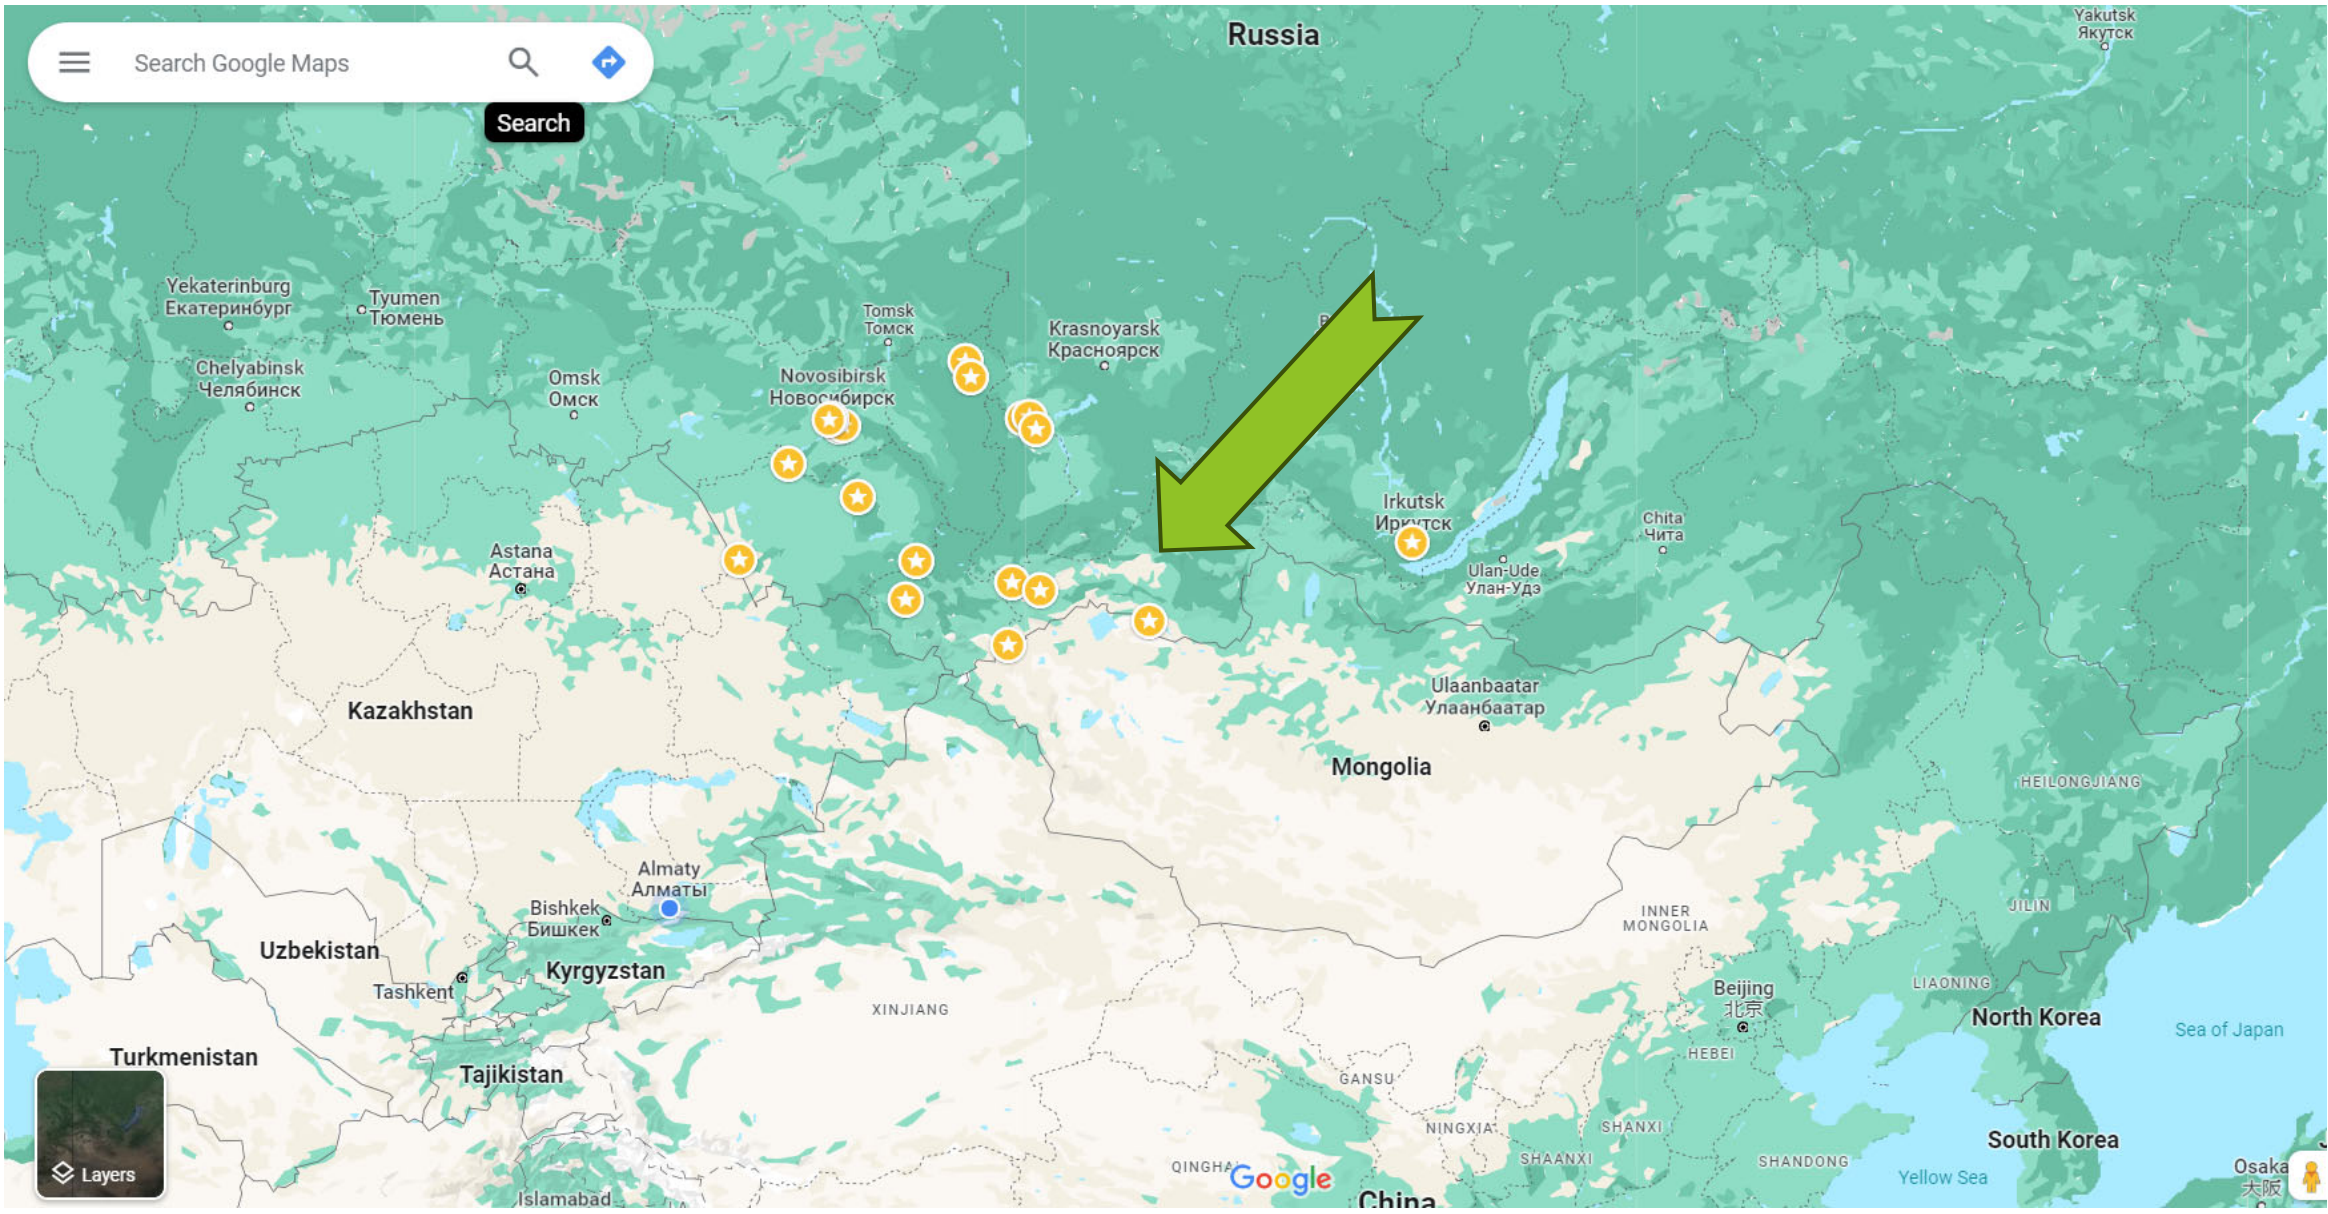 Russia
Yakutsk
Якутск
Search Google Maps
Search
Yekaterinburg
Екатеринбург
Tyumen
Тюмень
Tomsk
Томск
Krasnoyarsk
Красноярск
Chelyabinsk
Челябинск
Omsk
Омск
Novosibirsk
Новосибирск
Irkutsk
Иркутск
Chita
Чита
Astana
Астана
Ulan-Ude
Улан-Удэ
Kazakhstan
Ulaanbaatar
Улаанбаатар
Mongolia
HEILONGJIANG
Almaty
Алматы
Bishkek
Бишкек
INNER
MONGOLIA
JILIN
Uzbekistan
Kyrgyzstan
Tashkent
XINJIANG
Beijing
北京
LIAONING
North Korea
Sea of Japan
HEBEI
Turkmenistan
Tajikistan
GANSU
NINGXIA
SHANXI
South Korea
Layers
QINGHAI
Google
SHAANXI
SHANDONG
Yellow Sea
Osaka
大阪
Islamabad
China